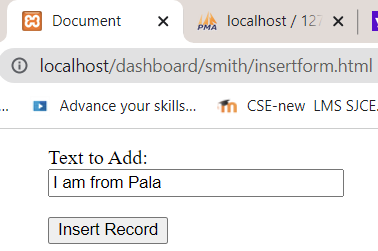 Document
PMA
localhost / 127
localhost/dashboard/smith/insertform.html
Advance your skills...
CSE-new LMS SJCE
Text to Add:
I am from Pala
Insert Record